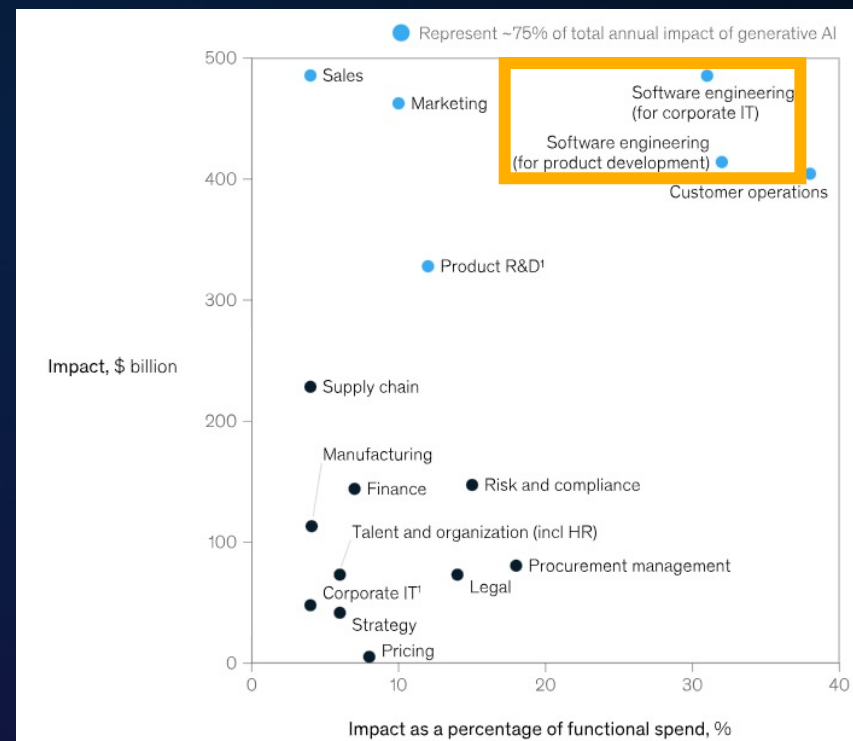 Represent ~75% of total annual impact of generative AI
500
Sales
Marketing
Software engineering
(for corporate IT)
Software engineering
(for product development)
400
Customer operations
Product R&D¹
300
Impact, $ billion
Supply chain
200
Manufacturing
Finance
Risk and compliance
100
Talent and organization (incl HR)
Procurement management
Legal
Corporate IT¹
Strategy
Pricing
0
0
10
20
30
40
Impact as a percentage of functional spend, %